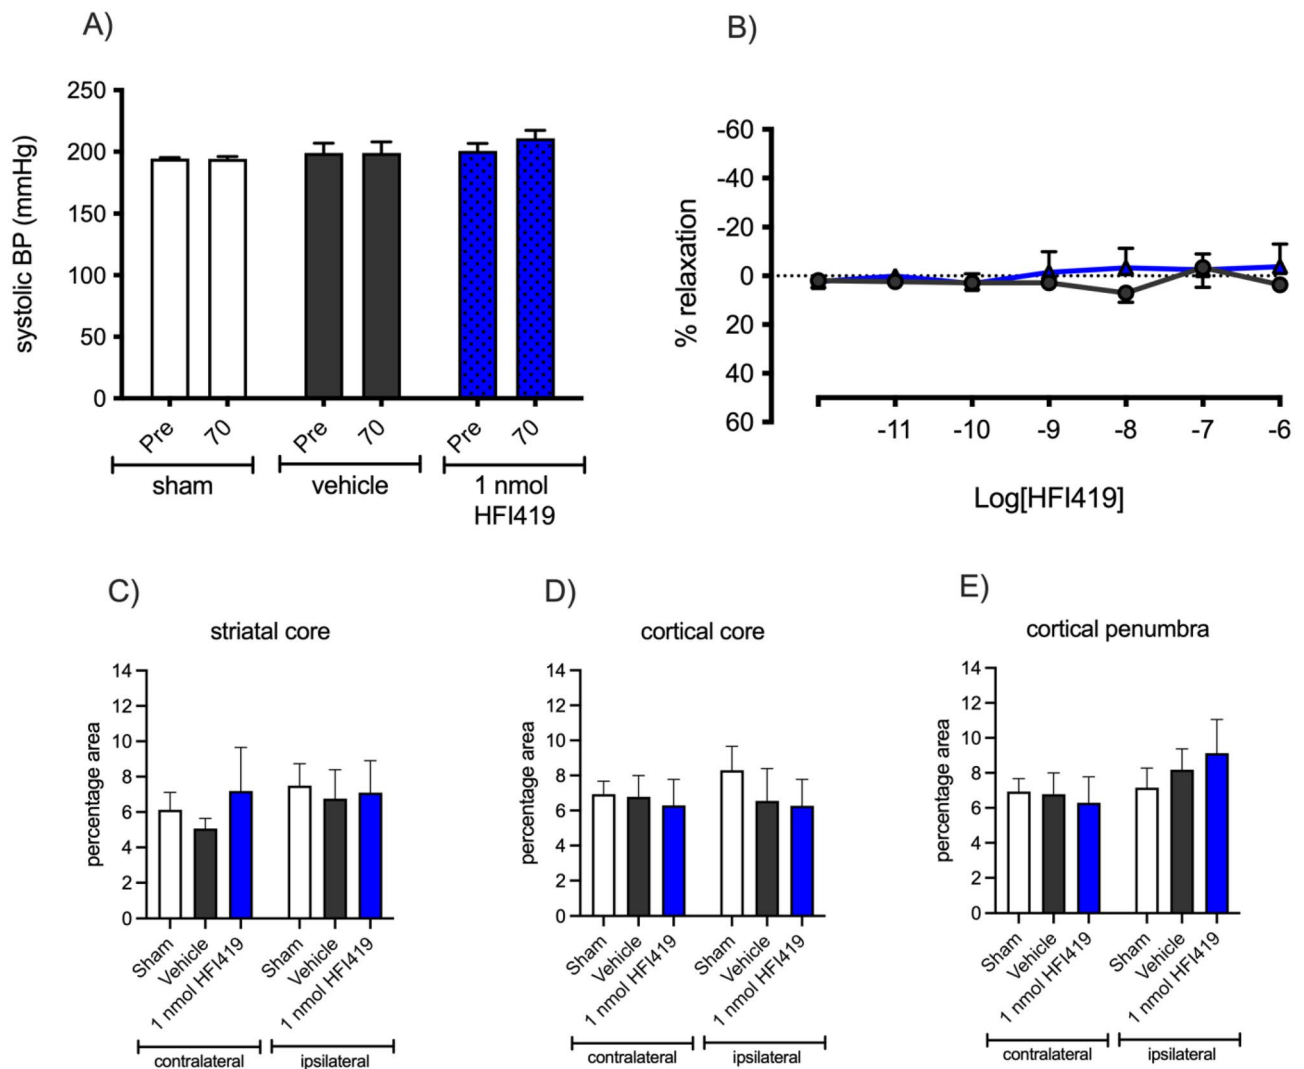 A)
systolic BP (mmHg)
250
200
150
100
50
0
Pre
70
Pre
70
Pre
70
sham
vehicle
1 nmol
HFI419
B)
% relaxation
-60
-40
-20
0
20
40
60
-11
-10
-9
-8
-7
-6
Log[HFI419]
C)
striatal core
percentage area
14
12
10
8
6
4
2
0
Sham
Vehicle
1 nmol HFI419
Sham
Vehicle
1 nmol HFI419
contralateral
ipsilateral
D)
cortical core
percentage area
14
12
10
8
6
4
2
0
Sham
Vehicle
1 nmol HFI419
Sham
Vehicle
1 nmol HFI419
contralateral
ipsilateral
E)
cortical penumbra
percentage area
14
12
10
8
6
4
2
0
Sham
Vehicle
1 nmol HFI419
Sham
Vehicle
1 nmol HFI419
contralateral
ipsilateral